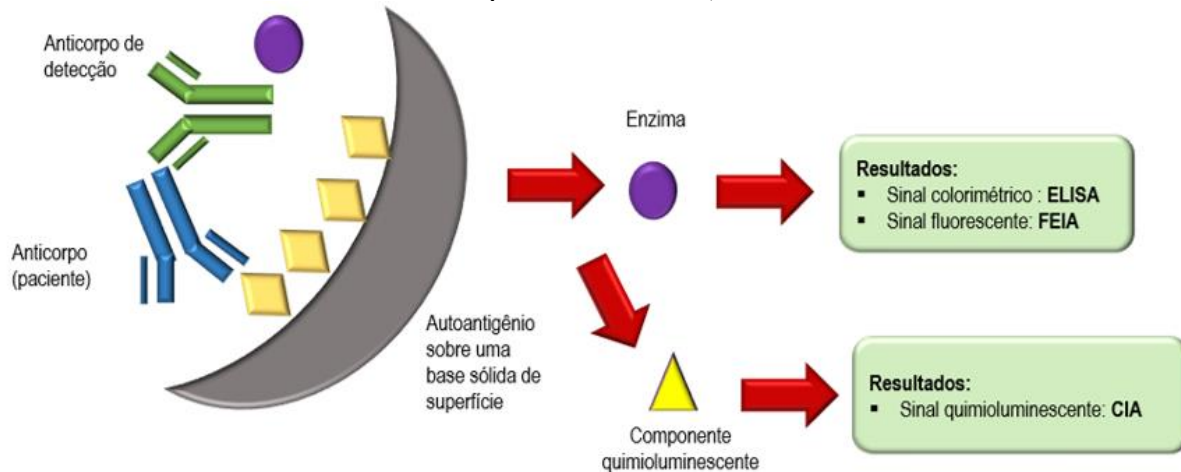 Anticorpo de
detecção
Anticorpo
(paciente)
Autoantigênio
sobre uma
base sólida de
superfície
Enzima
Resultados:
▪ Sinal colorimétrico : ELISA
▪ Sinal fluorescente: FEIA
Componente
quimioluminescente
Resultados:
▪ Sinal quimioluminescente: CIA